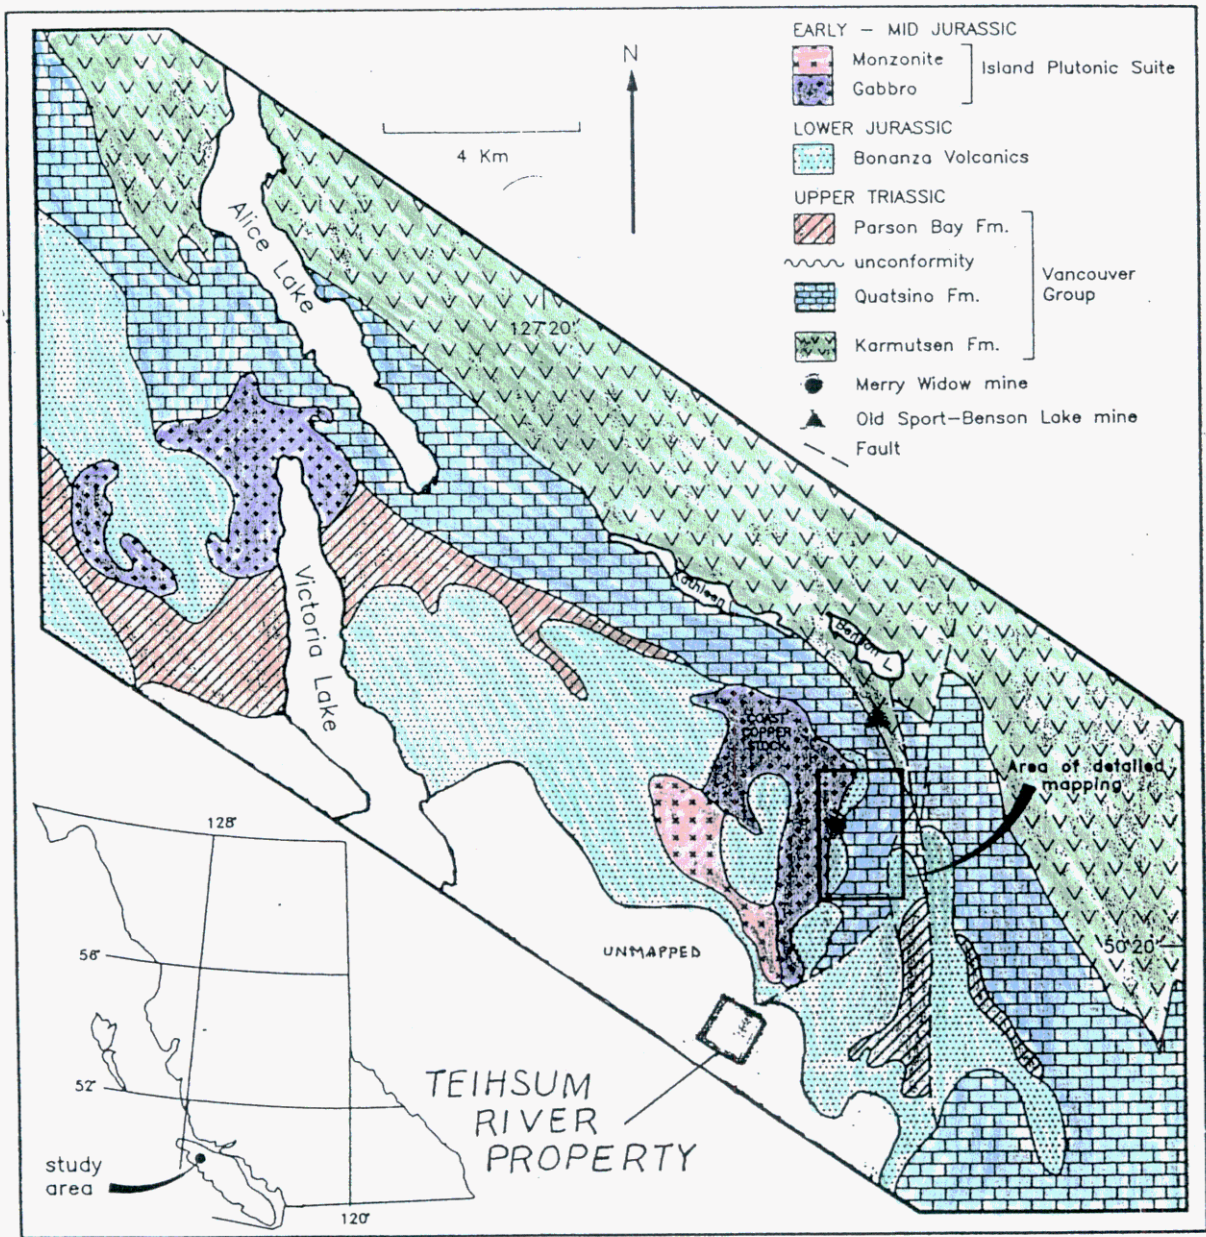 EARLY – MID JURASSIC
Monzonite
Gabbro
Island Plutonic Suite
LOWER JURASSIC
Bonanza Volcanics
UPPER TRIASSIC
Parson Bay Fm.
unconformity
Quatsino Fm.
Karmutsen Fm.
Vancouver
Group
Merry Widow mine
Old Sport–Benson Lake mine
Fault
N
4 Km
Alice Lake
127°20'
Kathleen
Benson L.
Victoria Lake
COAST
COPPER
STOCK
Area of detailed
mapping
50°20'
UNMAPPED
TEIHSUM
RIVER
PROPERTY
128°
56°
52°
120°
study
area